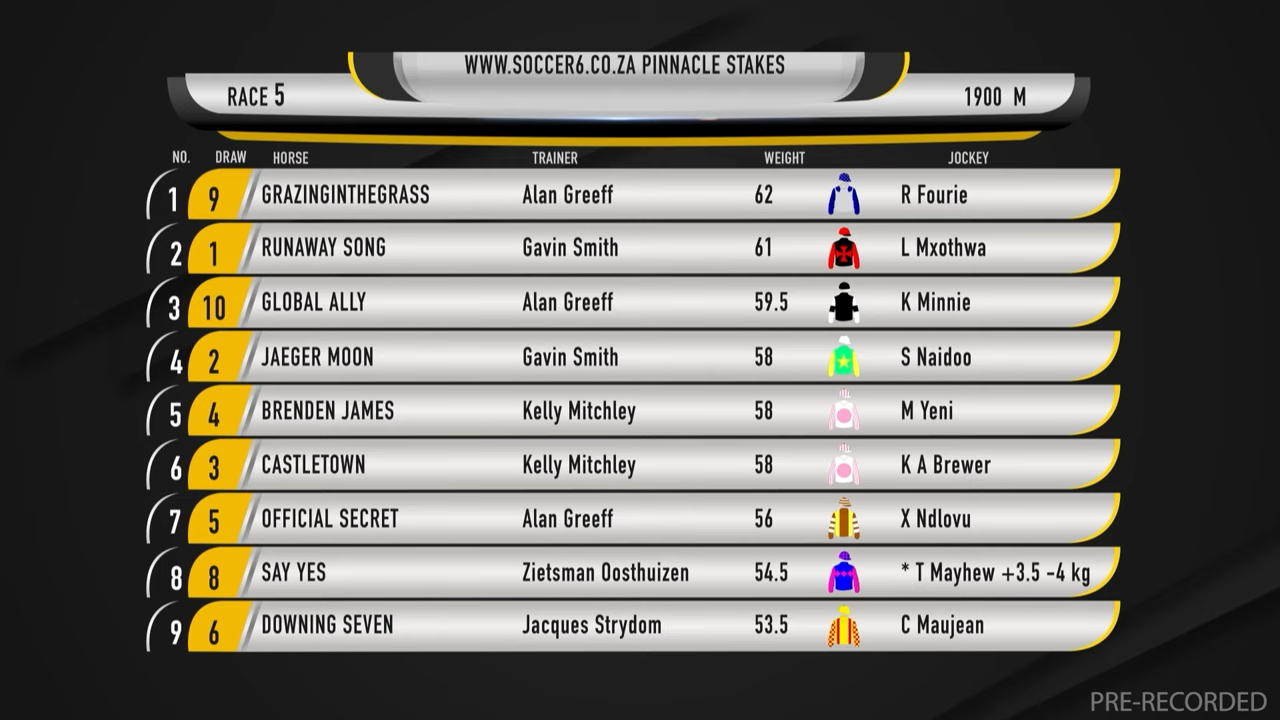 WWW.SOCCER6.CO.ZA PINNACLE STAKES
RACE 5 1900 M
NO. DRAW HORSE TRAINER WEIGHT JOCKEY
1 9 GRAZINGINTHEGRASS Alan Greeff 62 R Fourie
2 1 RUNAWAY SONG Gavin Smith 61 L Mxothwa
3 10 GLOBAL ALLY Alan Greeff 59.5 K Minnie
4 2 JAEGER MOON Gavin Smith 58 S Naidoo
5 4 BRENDEN JAMES Kelly Mitchley 58 M Yeni
6 3 CASTLETOWN Kelly Mitchley 58 K A Brewer
7 5 OFFICIAL SECRET Alan Greeff 56 X Ndlovu
8 8 SAY YES Zietsman Oosthuizen 54.5 * T Mayhew +3.5 -4 kg
9 6 DOWNING SEVEN Jacques Strydom 53.5 C Maujean
PRE-RECORDED